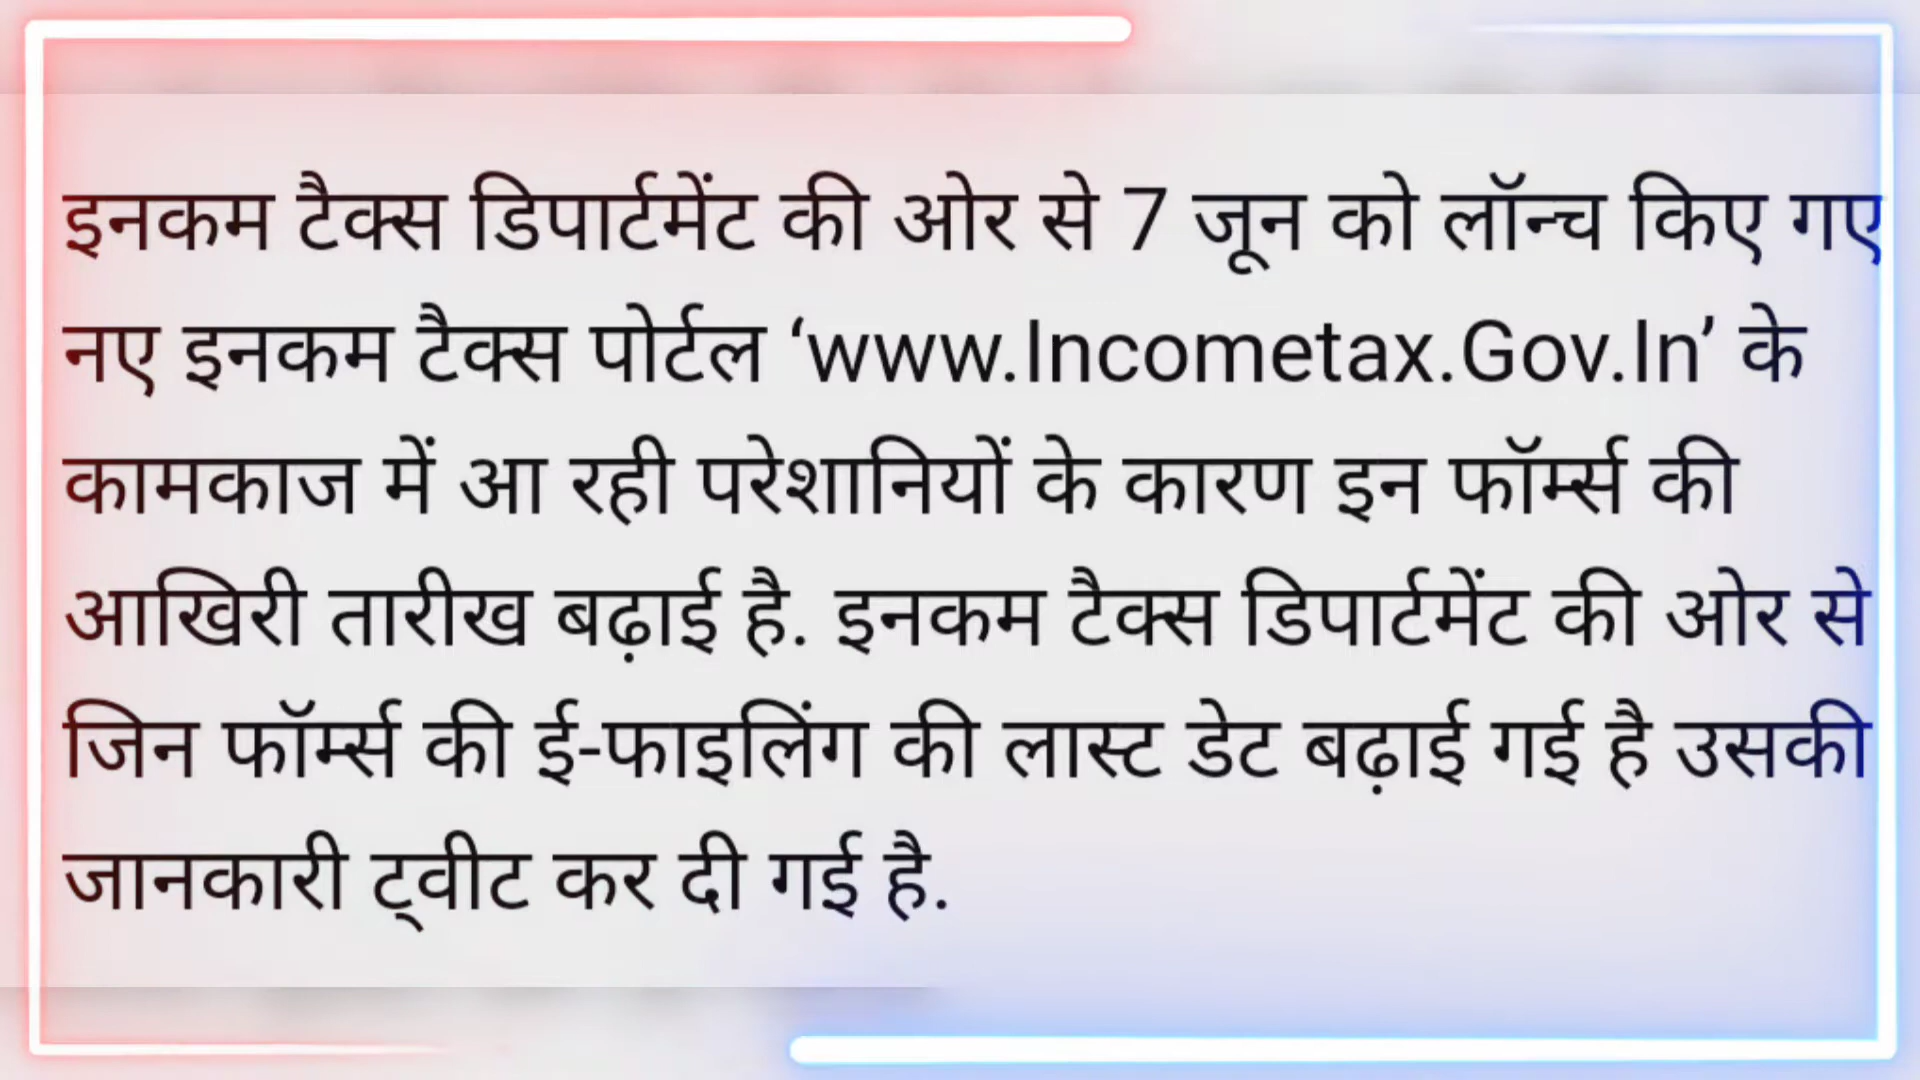 इनकम टैक्स डिपार्टमेंट की ओर से 7 जून को लॉन्च किए गए
नए इनकम टैक्स पोर्टल ‘www.Incometax.Gov.In’ के
कामकाज में आ रही परेशानियों के कारण इन फॉर्म्स की
आखिरी तारीख बढ़ाई है. इनकम टैक्स डिपार्टमेंट की ओर से
जिन फॉर्म्स की ई-फाइलिंग की लास्ट डेट बढ़ाई गई है उसकी
जानकारी ट्वीट कर दी गई है.